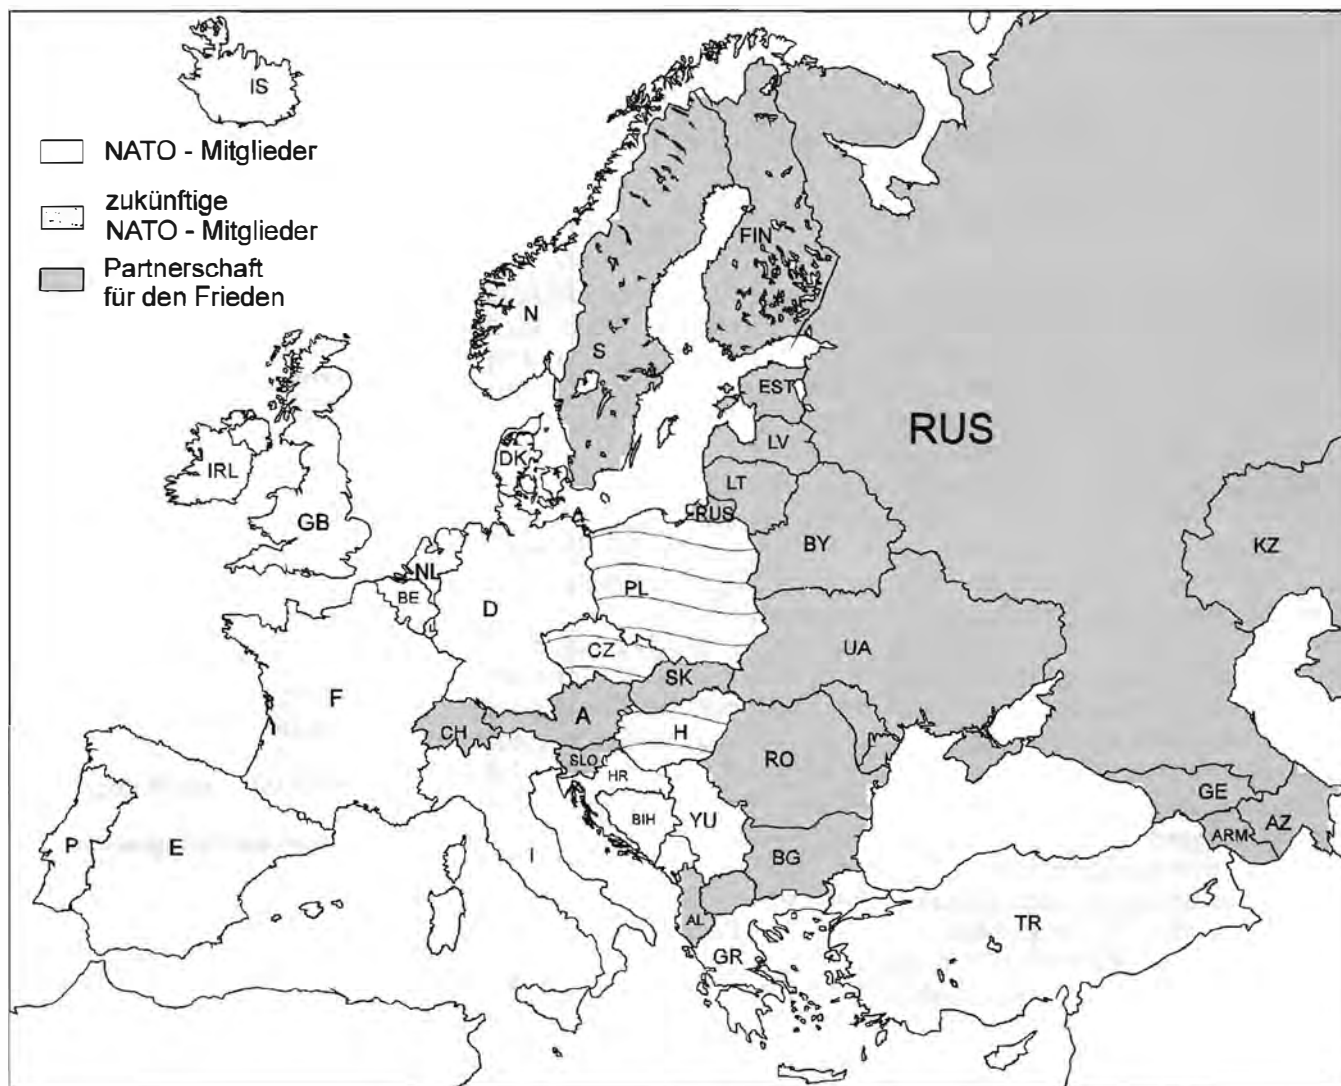 IS
NATO - Mitglieder
zukünftige
NATO - Mitglieder
Partnerschaft
für den Frieden
FIN
N
S
EST
RUS
LV
DK
IRL
LT
RUS
GB
BY
KZ
NL
PL
BE
D
UA
CZ
SK
F
A
CH
H
SLO
RO
HR
GE
YU
BIH
AZ
ARM
P
E
I
BG
AL
TR
GR